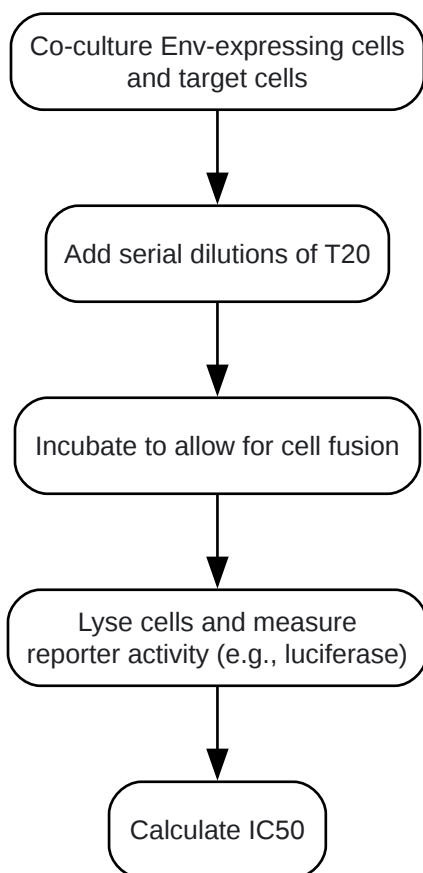 Co-culture Env-expressing cells
and target cells
Add serial dilutions of T20
Incubate to allow for cell fusion
Lyse cells and measure
reporter activity (e.g., luciferase)
Calculate IC50